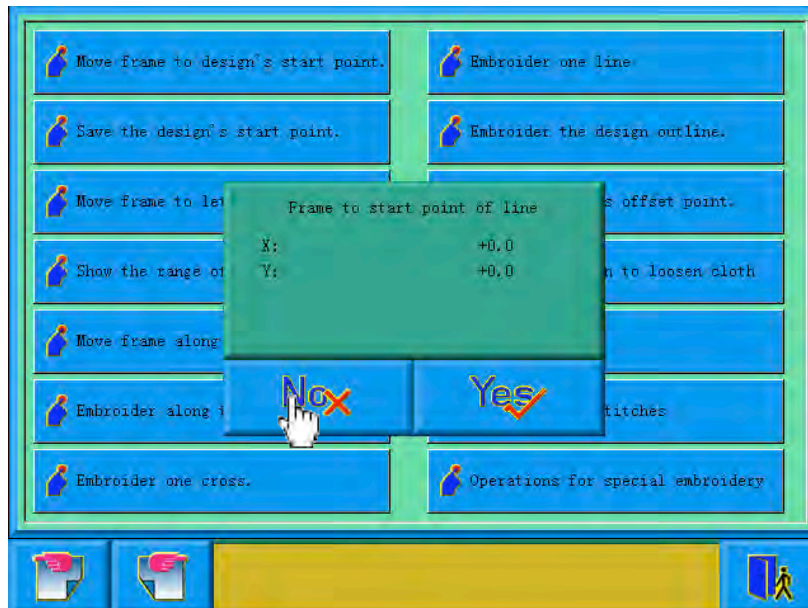 Move frame to design's start point.
Embroider one line
Save the design's start point.
Embroider the design outline.
Move frame to
offset point.
Frame to start point of line
X: +0.0
Y: +0.0
Show the range of
to loosen cloth
Move frame along
Embroider along
titches
No
Yes
Embroider one cross.
Operations for special embroidery